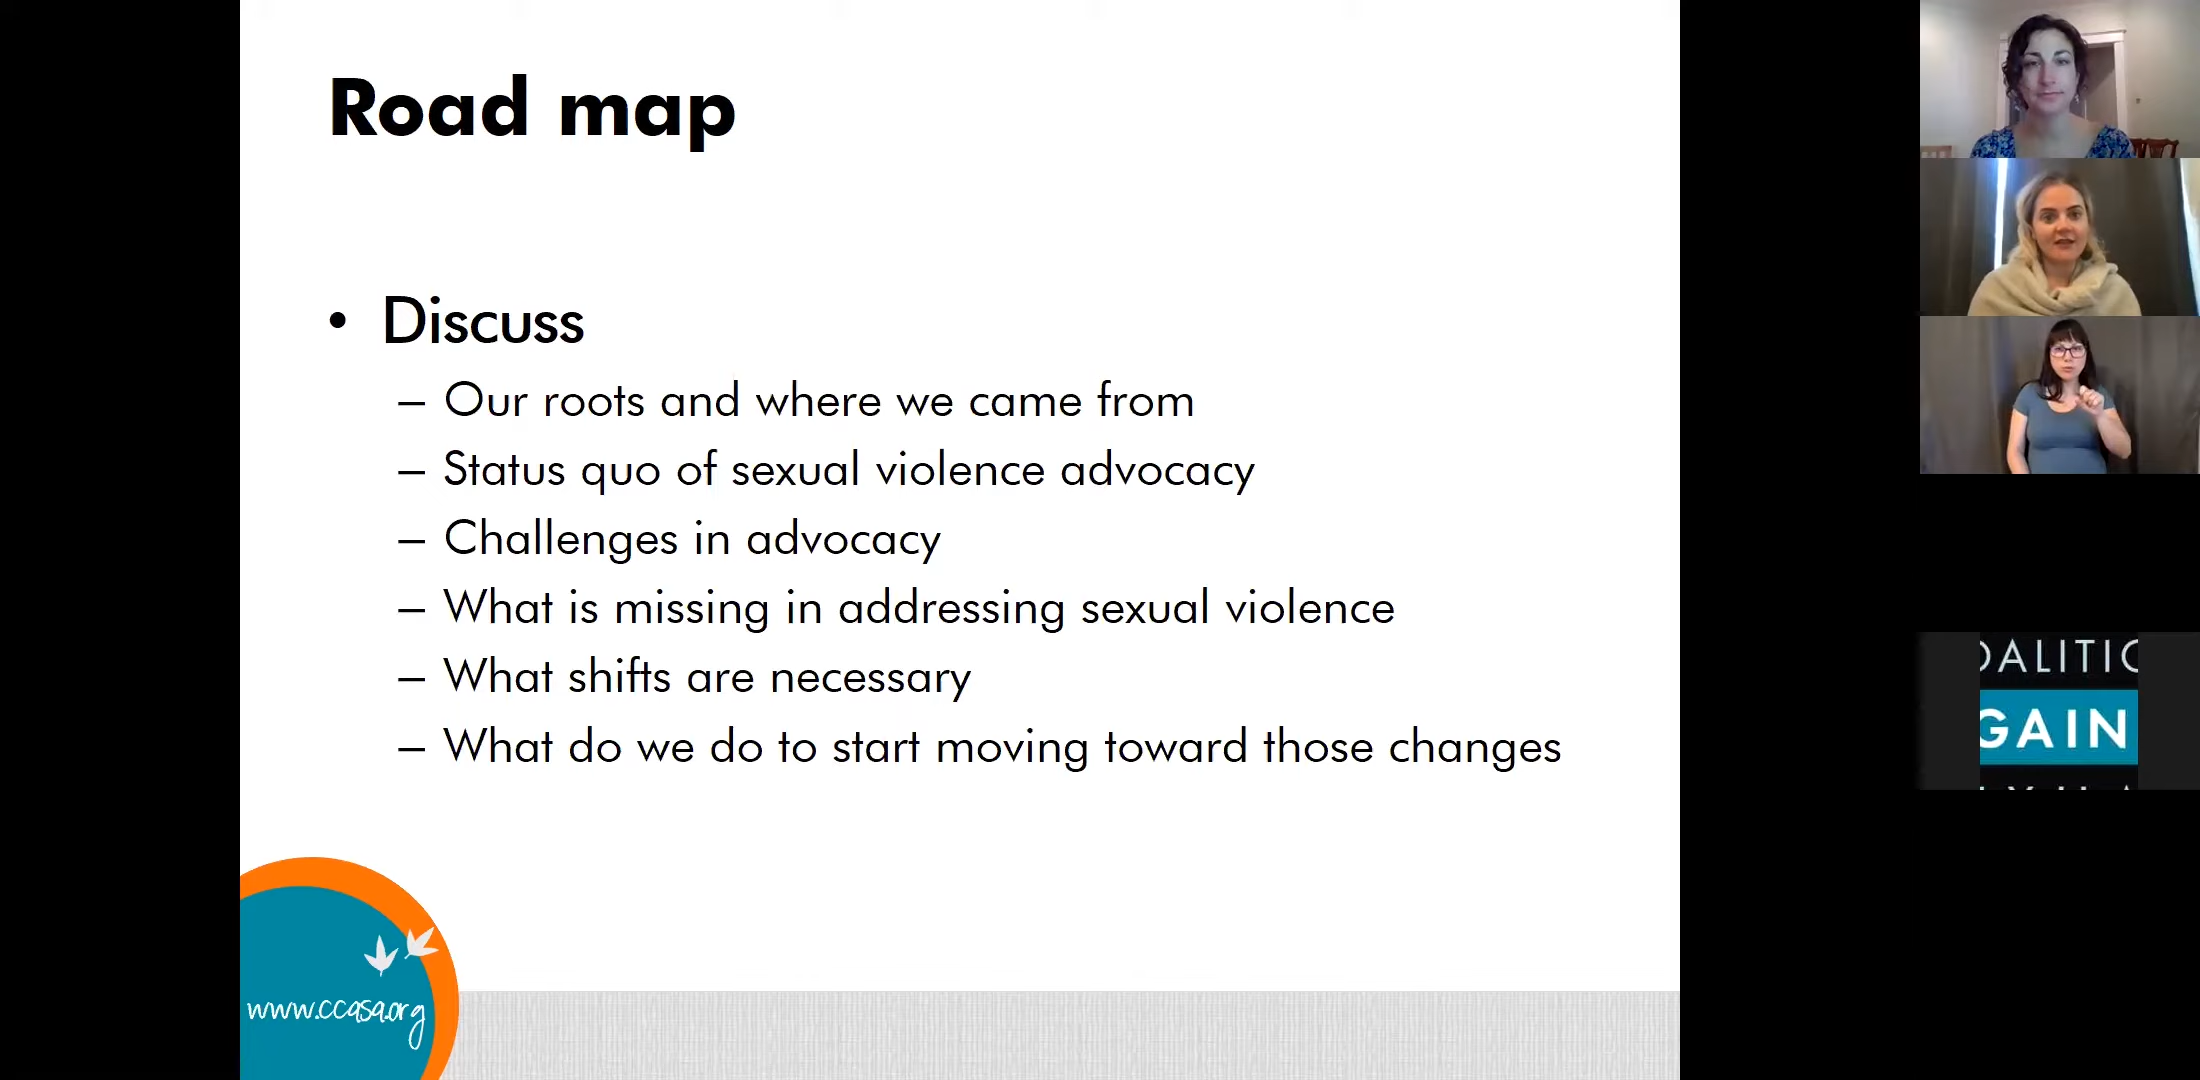 Road map
• Discuss
– Our roots and where we came from
– Status quo of sexual violence advocacy
– Challenges in advocacy
– What is missing in addressing sexual violence
– What shifts are necessary
– What do we do to start moving toward those changes
www.ccasa.org
OALITIO
GAIN